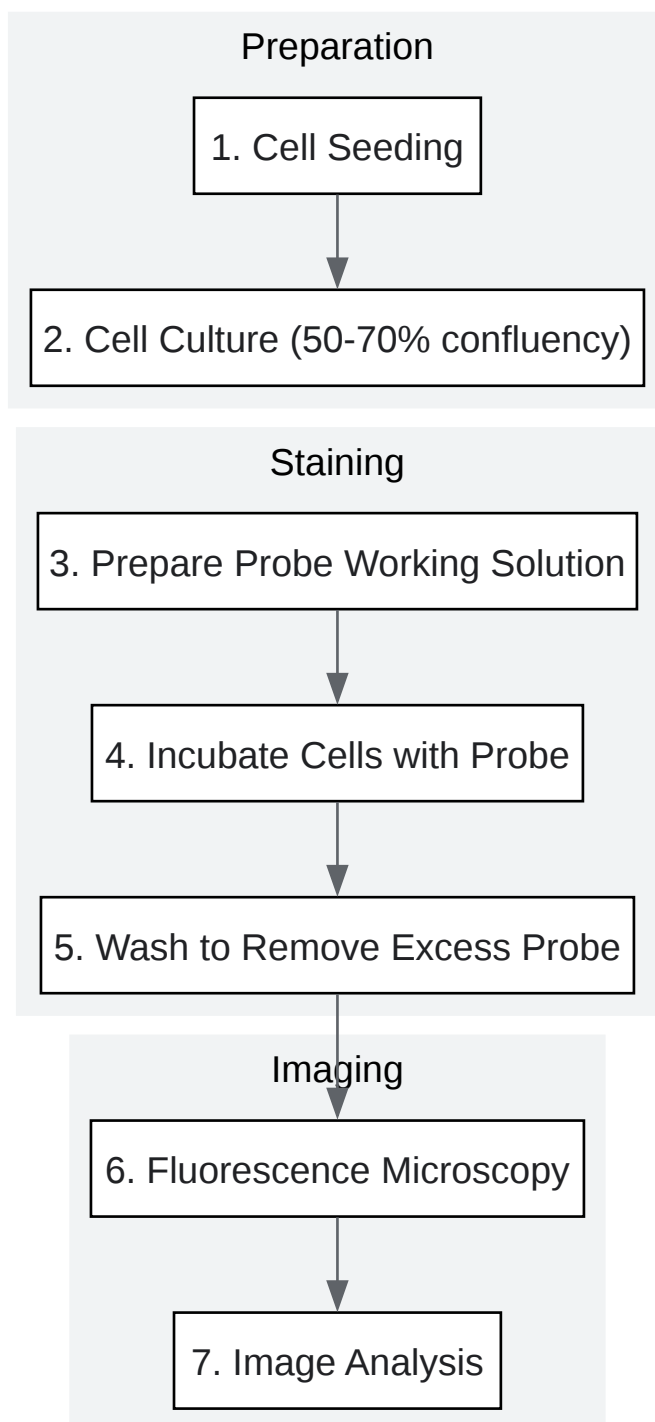 Preparation
1. Cell Seeding
2. Cell Culture (50-70% confluency)
Staining
3. Prepare Probe Working Solution
4. Incubate Cells with Probe
5. Wash to Remove Excess Probe
Imaging
6. Fluorescence Microscopy
7. Image Analysis